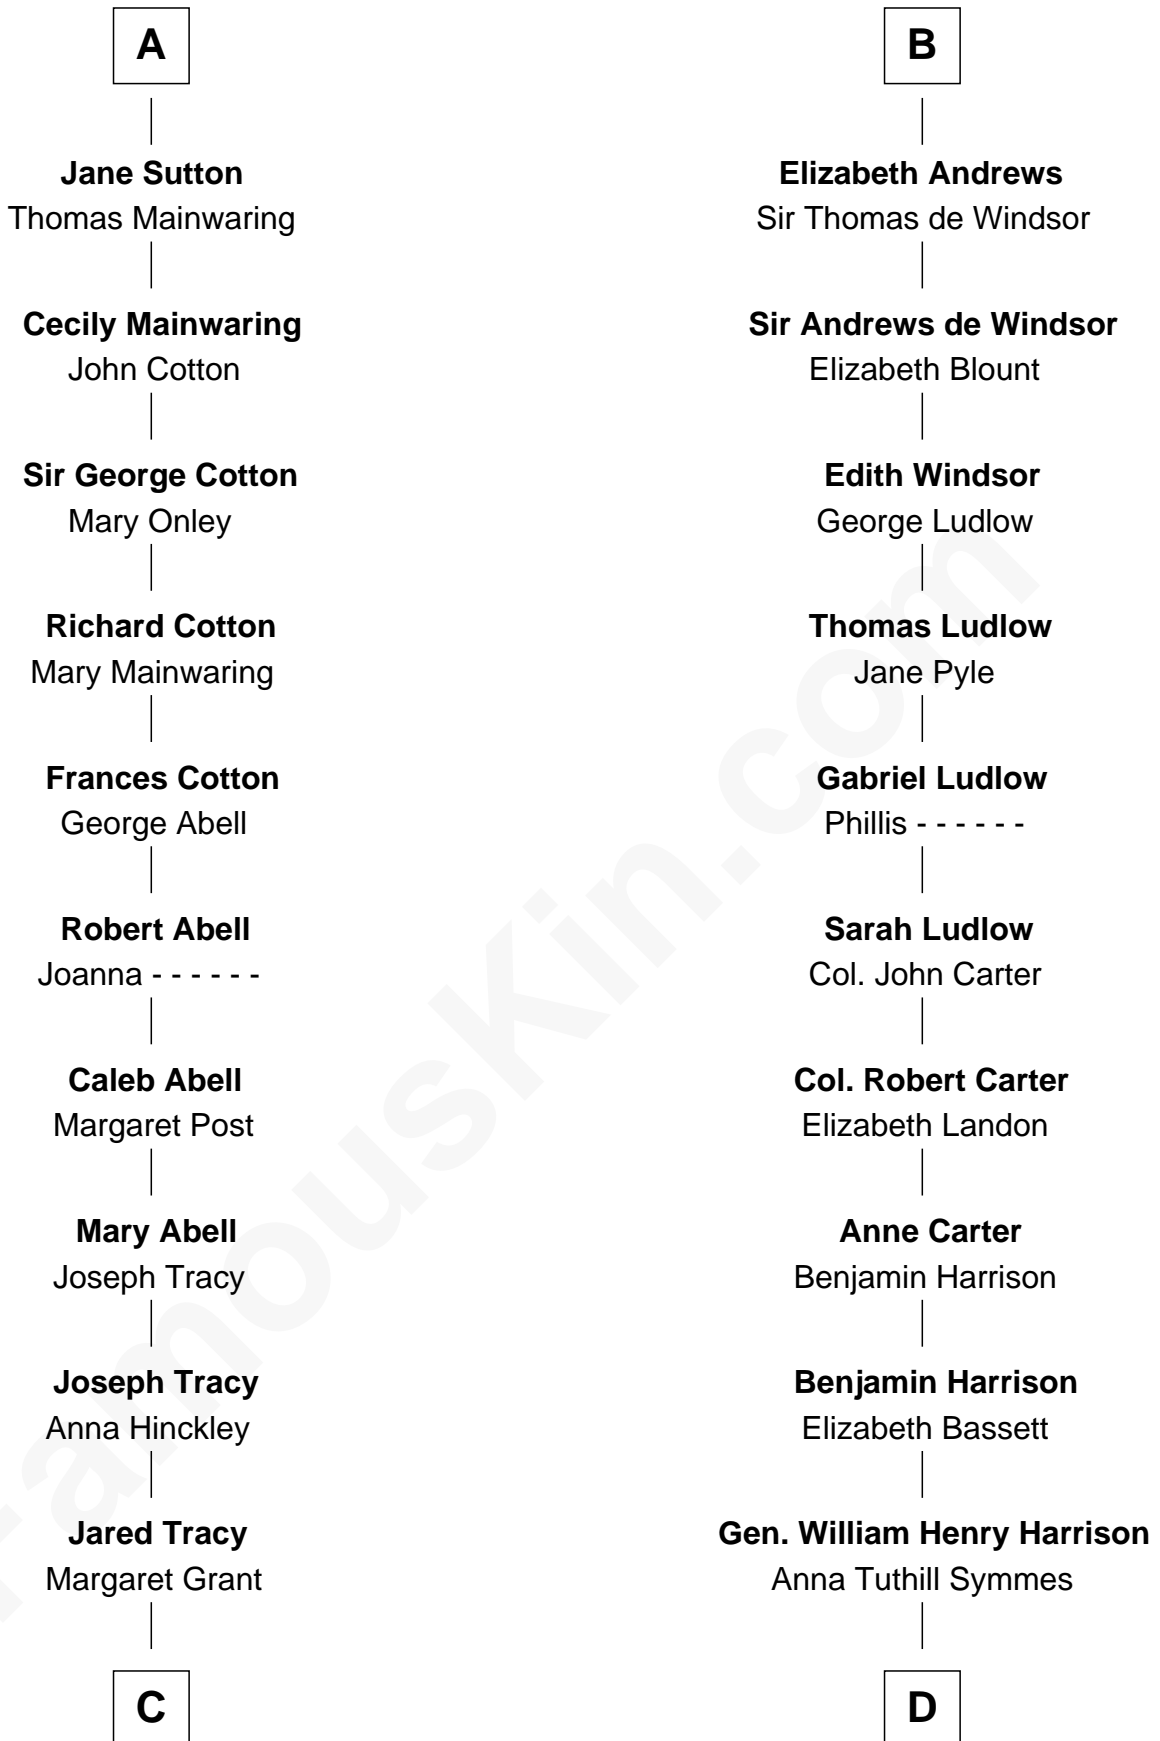 A
Jane Sutton
Thomas Mainwaring
Cecily Mainwaring
John Cotton
Sir George Cotton
Mary Onley
Richard Cotton
Mary Mainwaring
Frances Cotton
George Abell
Robert Abell
Joanna - - - - - -
Caleb Abell
Margaret Post
Mary Abell
Joseph Tracy
Joseph Tracy
Anna Hinckley
Jared Tracy
Margaret Grant
C
B
Elizabeth Andrews
Sir Thomas de Windsor
Sir Andrews de Windsor
Elizabeth Blount
Edith Windsor
George Ludlow
Thomas Ludlow
Jane Pyle
Gabriel Ludlow
Phillis - - - - - -
Sarah Ludlow
Col. John Carter
Col. Robert Carter
Elizabeth Landon
Anne Carter
Benjamin Harrison
Benjamin Harrison
Elizabeth Bassett
Gen. William Henry Harrison
Anna Tuthill Symmes
D
FamousKin.com